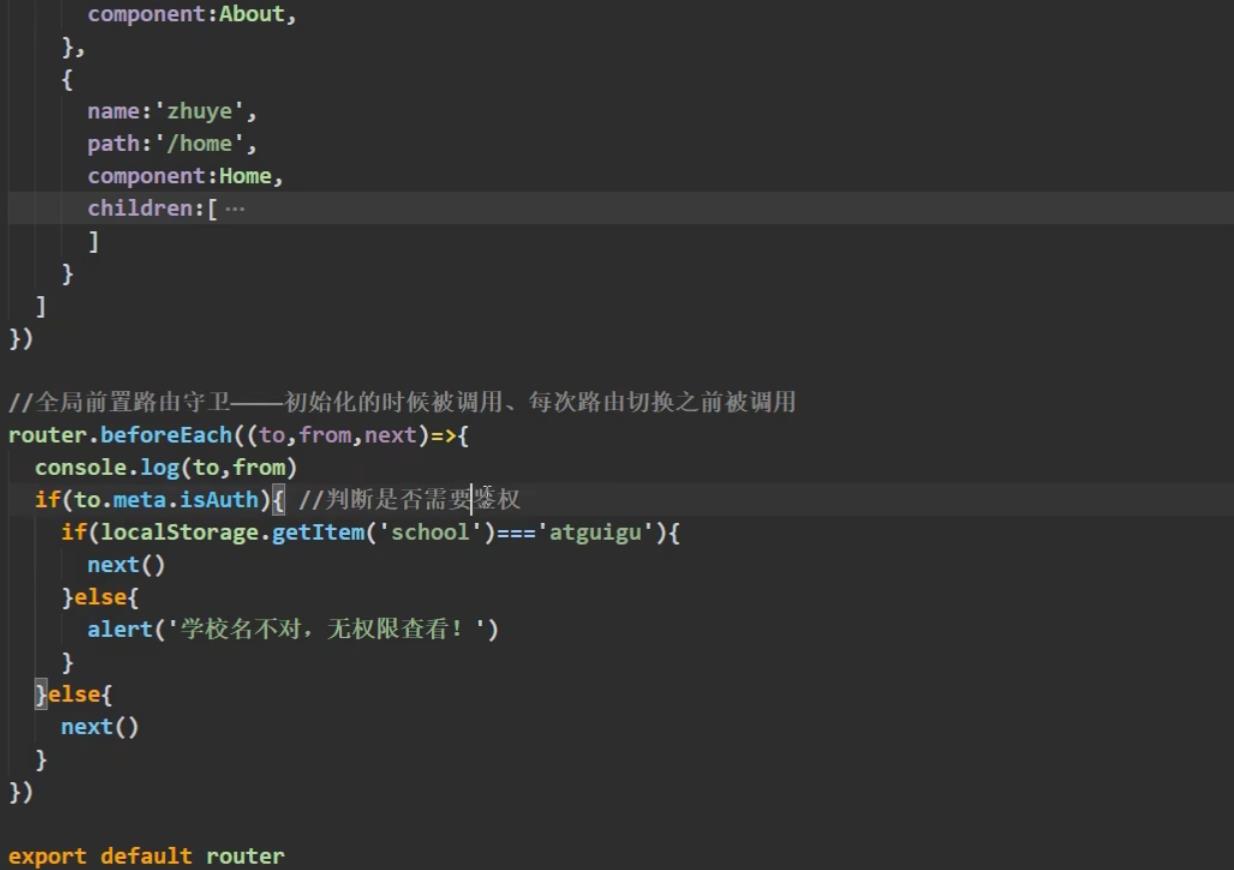 component:About,
},
{
name:'zhuye',
path:'/home',
component:Home,
children:[ ···
]
}
]
})
//全局前置路由守卫————初始化的时候被调用、每次路由切换之前被调用
router.beforeEach((to,from,next)=>{
console.log(to,from)
if(to.meta.isAuth){ //判断是否需要鉴权
if(localStorage.getItem('school')==='atguigu'){
next()
}else{
alert('学校名不对，无权限查看！')
}
}else{
next()
}
})
export default router